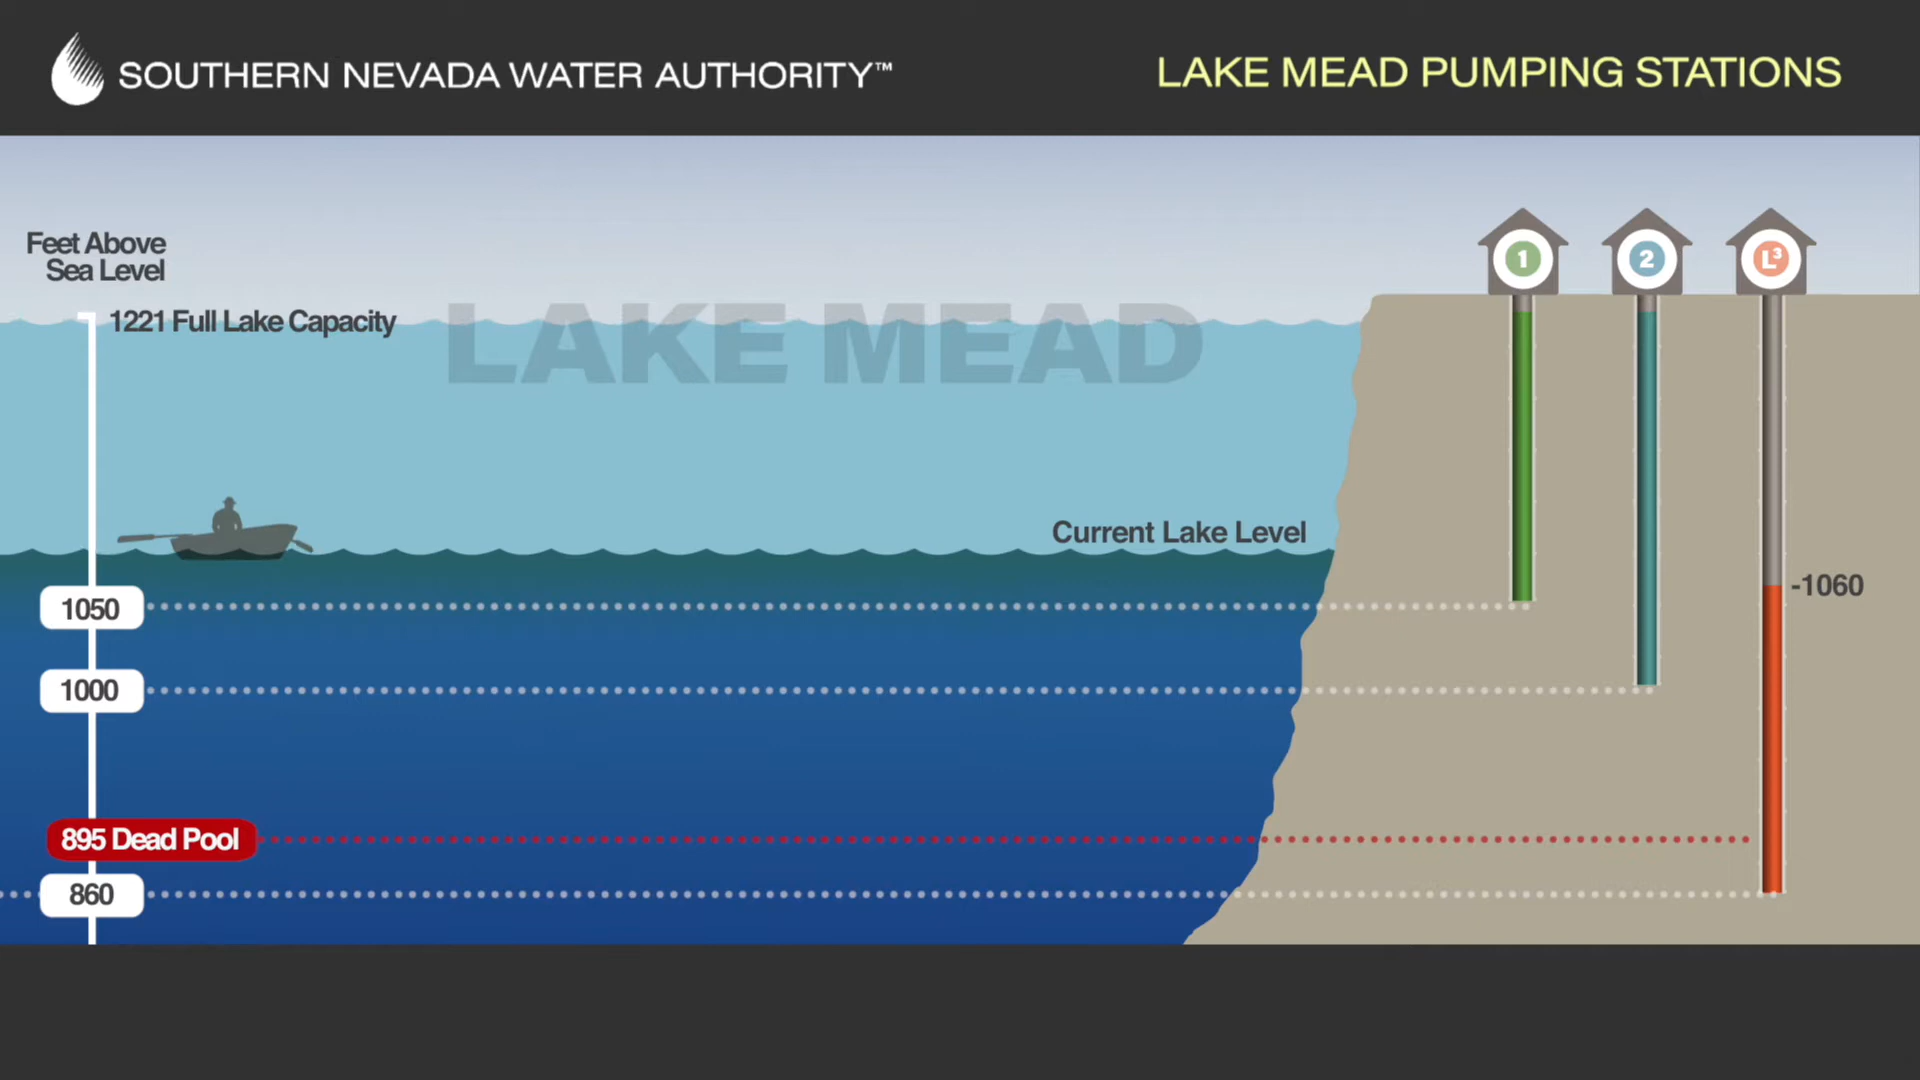 SOUTHERN NEVADA WATER AUTHORITY™
LAKE MEAD PUMPING STATIONS
Feet Above
Sea Level
1221 Full Lake Capacity
LAKE MEAD
1
2
L³
Current Lake Level
-1060
1050
1000
895 Dead Pool
860